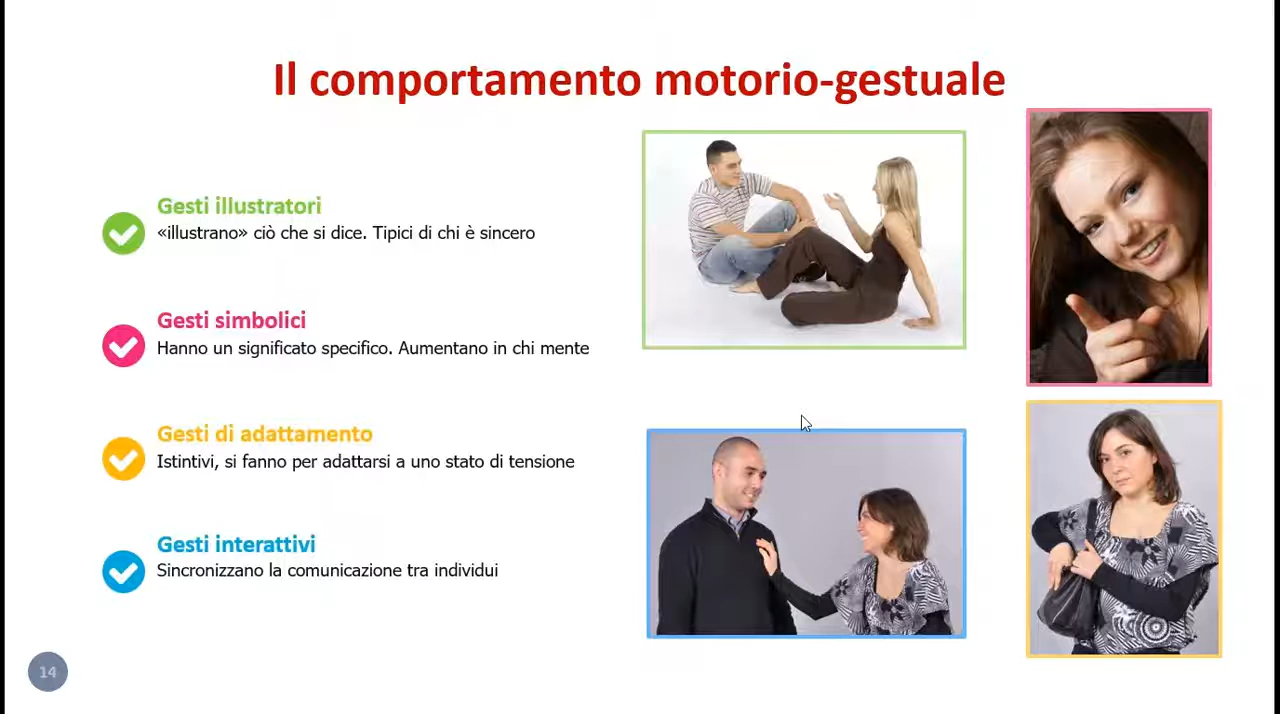 Il comportamento motorio-gestuale
Gesti illustratori
«illustrano» ciò che si dice. Tipici di chi è sincero
Gesti simbolici
Hanno un significato specifico. Aumentano in chi mente
Gesti di adattamento
Istintivi, si fanno per adattarsi a uno stato di tensione
Gesti interattivi
Sincronizzano la comunicazione tra individui
14